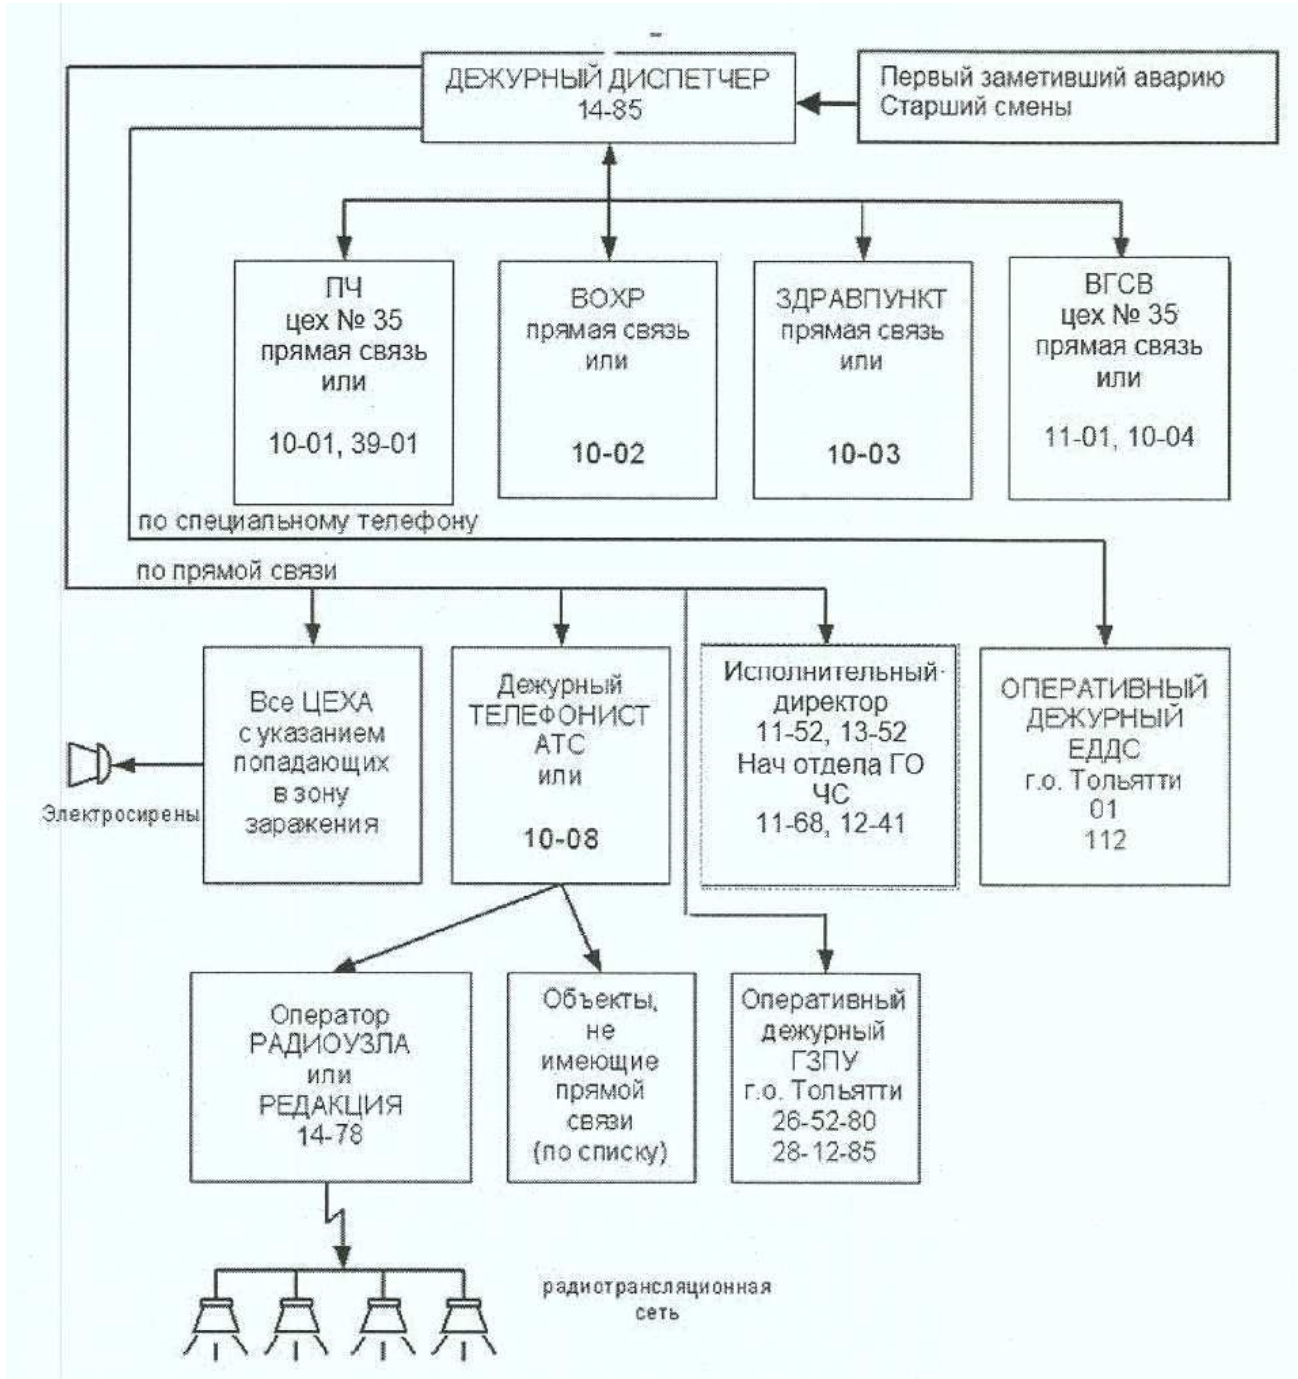 ДЕЖУРНЫЙ ДИСПЕТЧЕР
14-85
Первый заметивший аварию
Старший смены
ПЧ
цех № 35
прямая связь
или
10-01, 39-01
ВОХР
прямая связь
или
10-02
ЗДРАВПУНКТ
прямая связь
или
10-03
ВГСВ
цех № 35
прямая связь
или
11-01, 10-04
по специальному телефону
по прямой связи
Все ЦЕХА
с указанием
попадающих
в зону
заражения
Электросирены
Дежурный
ТЕЛЕФОНИСТ
АТС
или
10-08
Исполнительный
директор
11-52, 13-52
Нач отдела ГО
ЧС
11-68, 12-41
ОПЕРАТИВНЫЙ
ДЕЖУРНЫЙ
ЕДДС
г.о. Тольятти
01
112
Оператор
РАДИОУЗЛА
или
РЕДАКЦИЯ
14-78
Объекты,
не
имеющие
прямой
связи
(по списку)
Оперативный
дежурный
ГЗПУ
г.о. Тольятти
26-52-80
28-12-85
радиотрансляционная
сеть